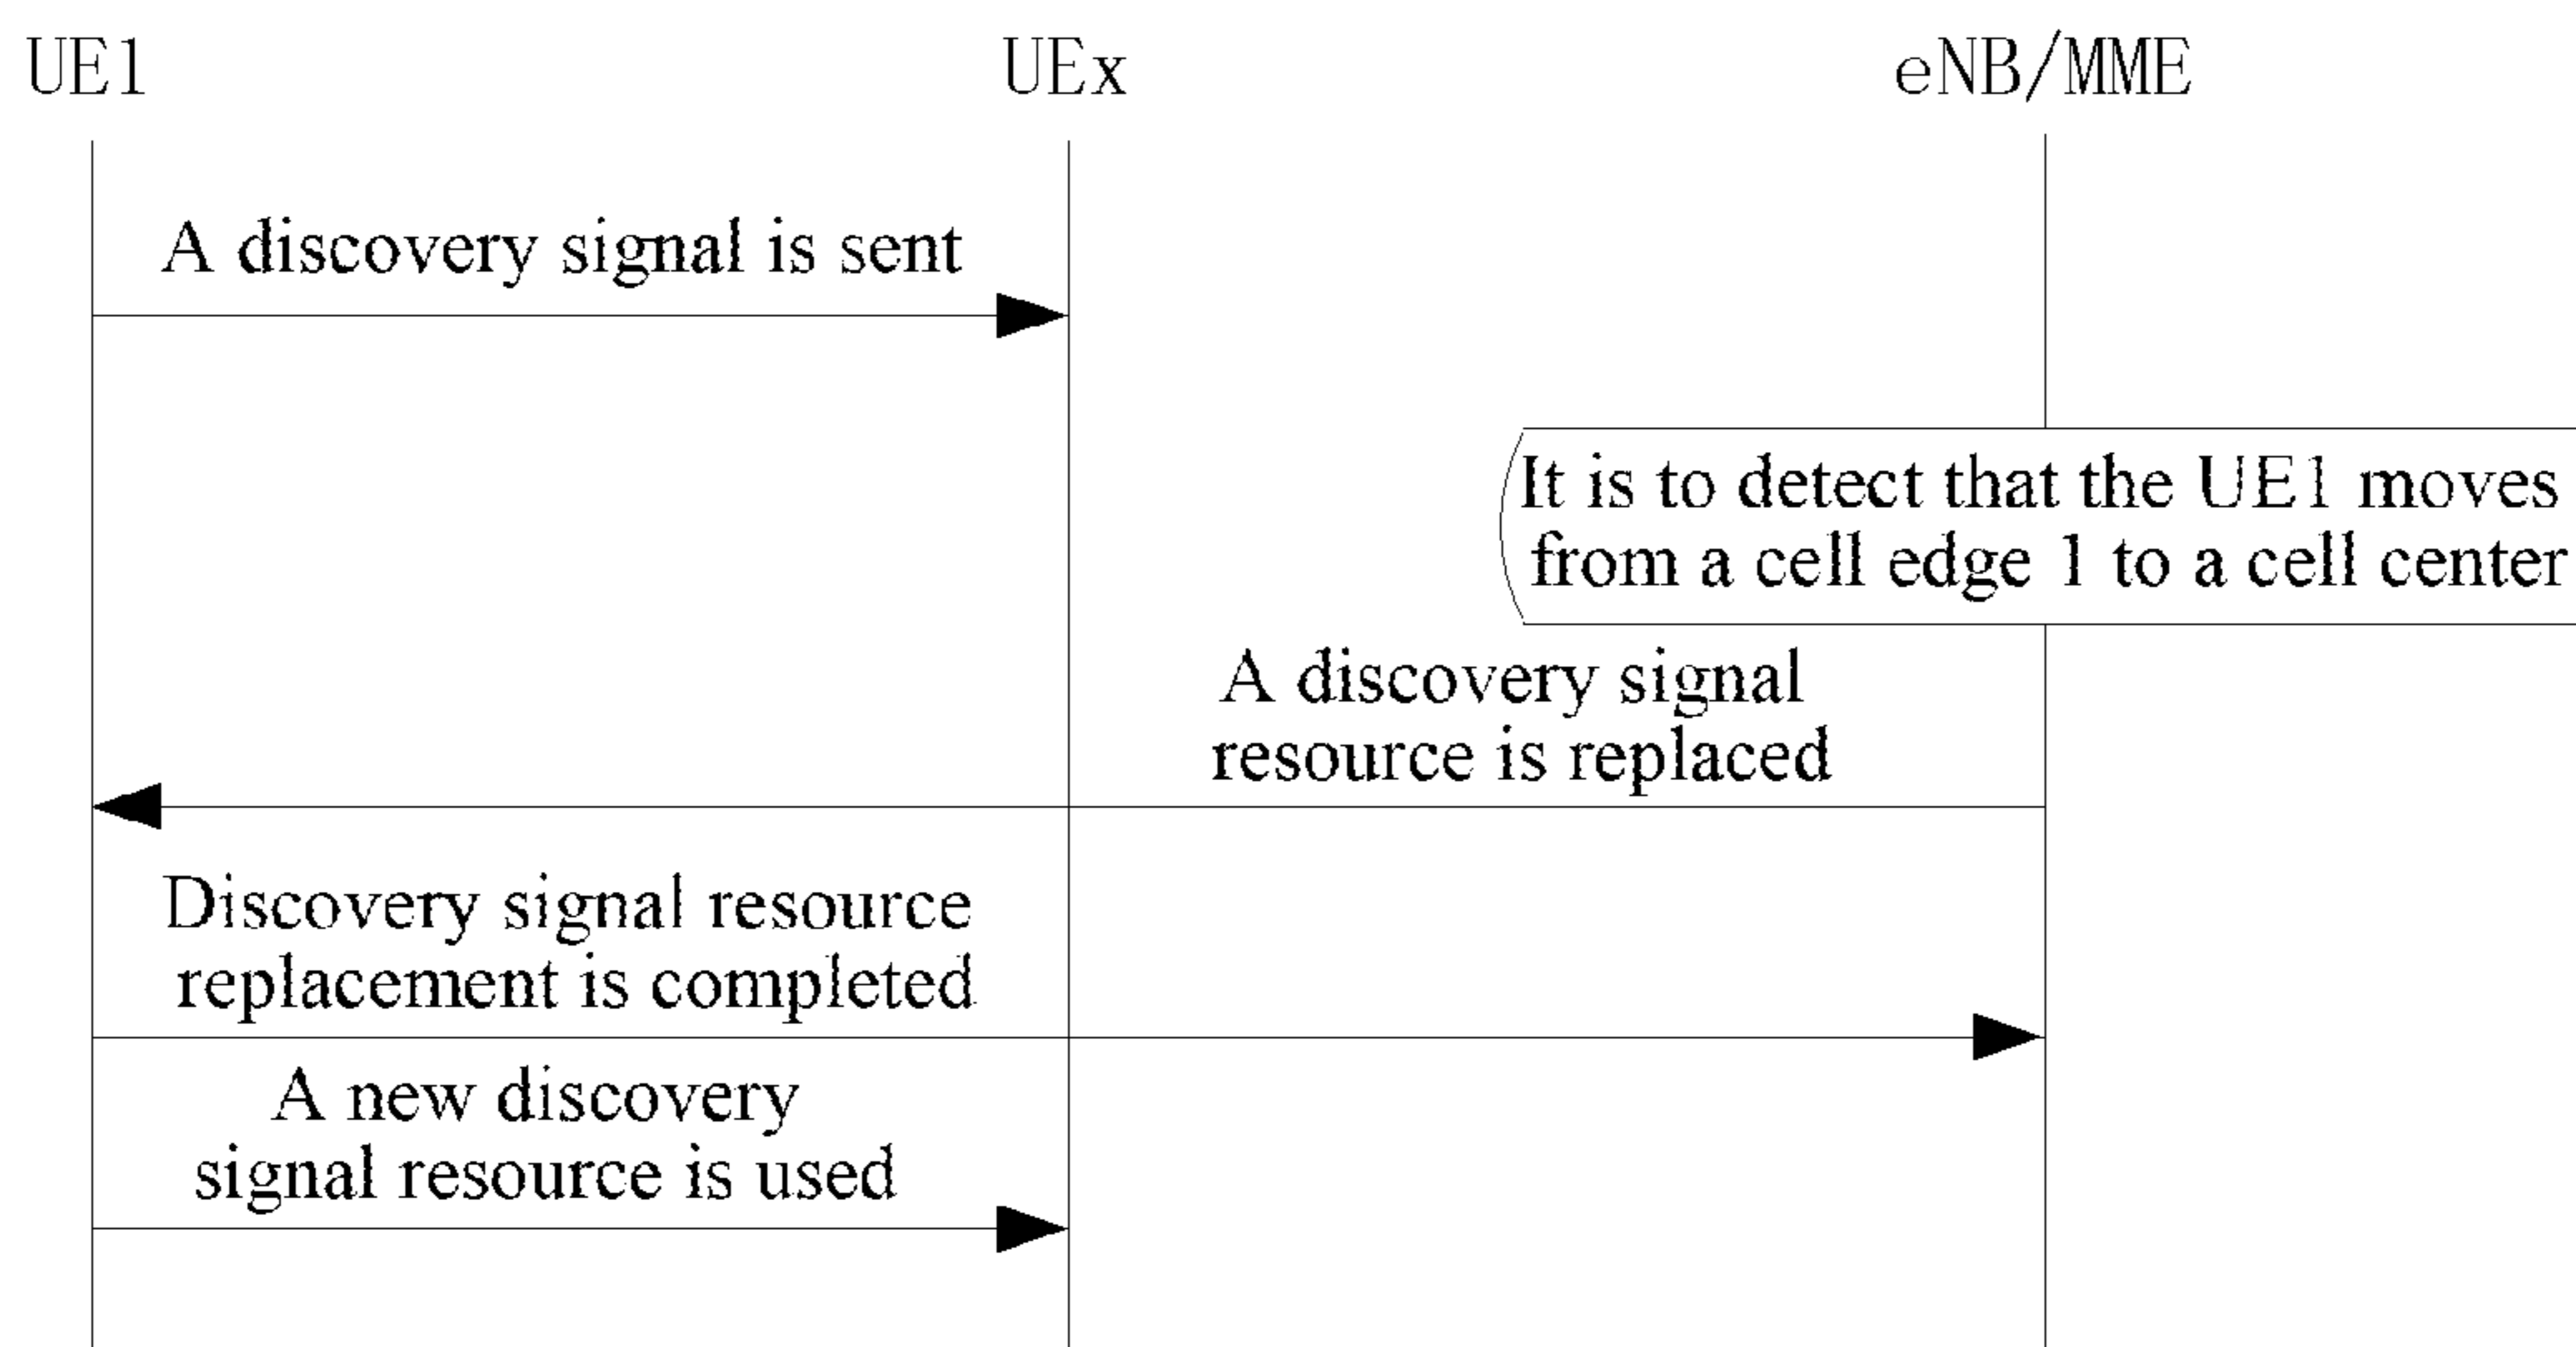 UE1
UEx
eNB/MME
A discovery signal is sent
It is to detect that the UE1 moves
from a cell edge 1 to a cell center
A discovery signal
resource is replaced
Discovery signal resource
replacement is completed
A new discovery
signal resource is used